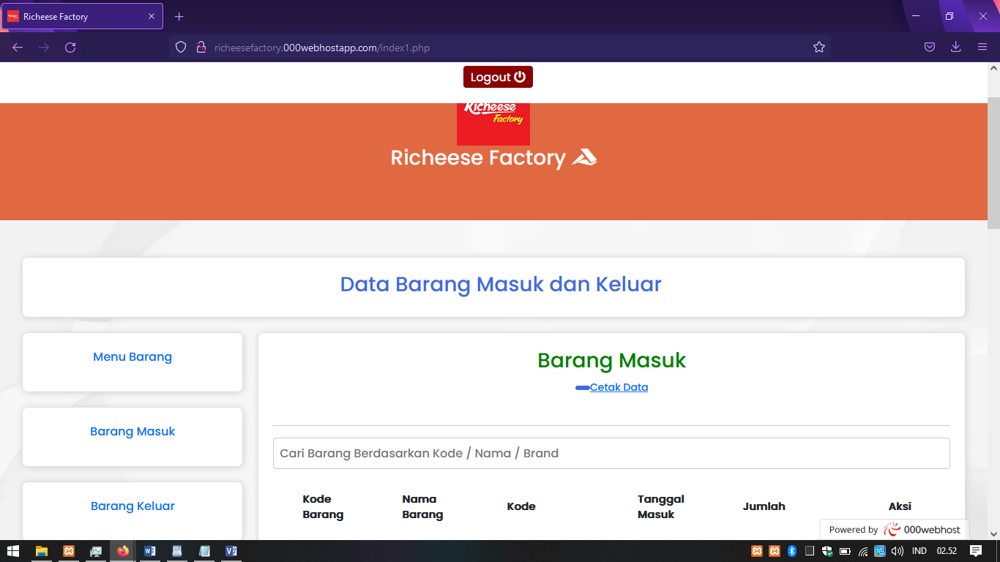 Richeese Factory
richeesefactory.000webhostapp.com/index1.php
Logout
Richeese
Factory
Richeese Factory
Data Barang Masuk dan Keluar
Menu Barang
Barang Masuk
Barang Keluar
Barang Masuk
Cetak Data
Cari Barang Berdasarkan Kode / Nama / Brand
Kode Barang
Nama Barang
Kode
Tanggal Masuk
Jumlah
Aksi
Powered by 000webhost
IND
02.52